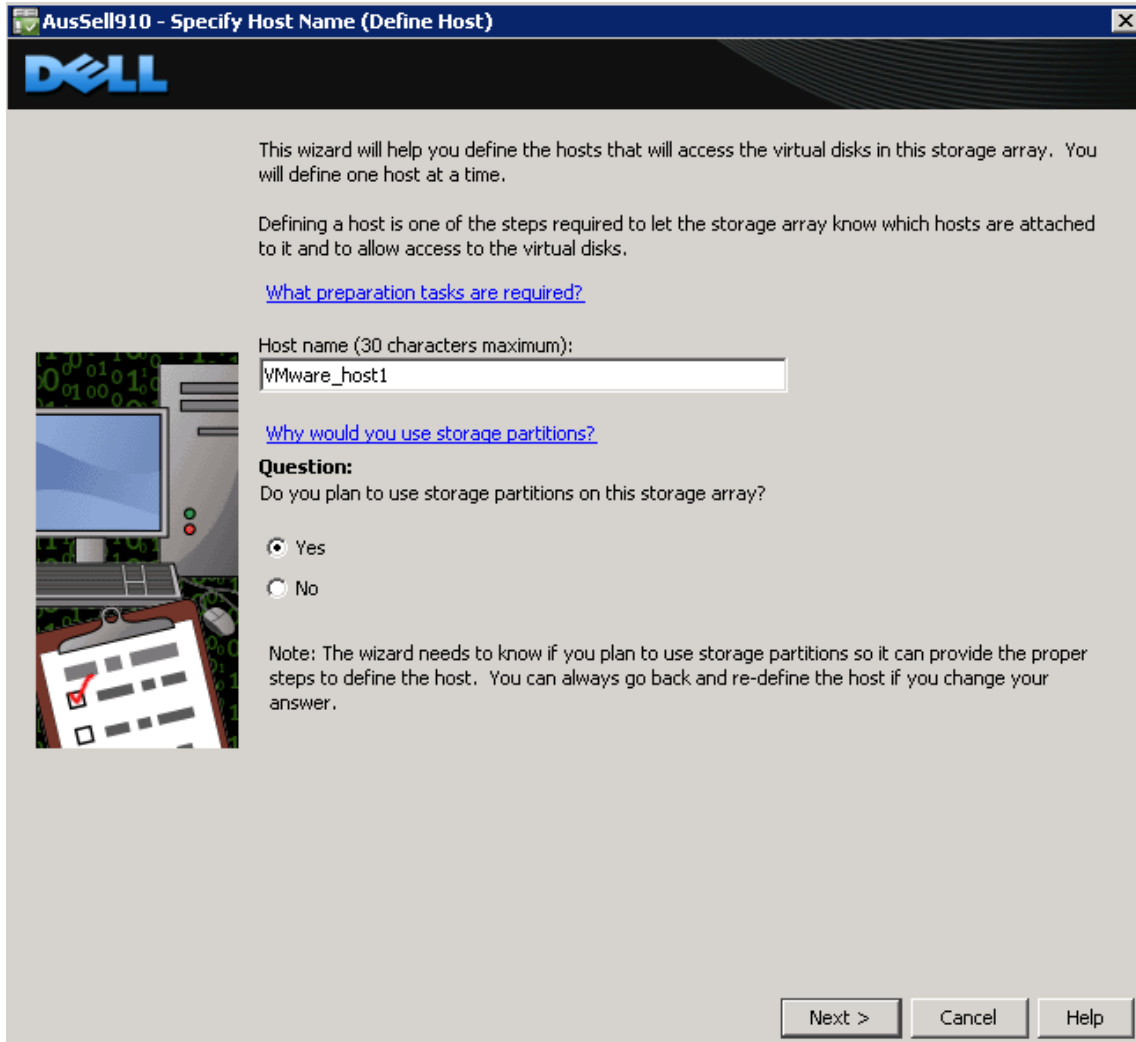 AusSell910 - Specify Host Name (Define Host)
DELL
This wizard will help you define the hosts that will access the virtual disks in this storage array. You
will define one host at a time.
Defining a host is one of the steps required to let the storage array know which hosts are attached
to it and to allow access to the virtual disks.
What preparation tasks are required?
Host name (30 characters maximum):
VMware_host1
Why would you use storage partitions?
Question:
Do you plan to use storage partitions on this storage array?
Yes
No
Note: The wizard needs to know if you plan to use storage partitions so it can provide the proper
steps to define the host. You can always go back and re-define the host if you change your
answer.
Next >
Cancel
Help